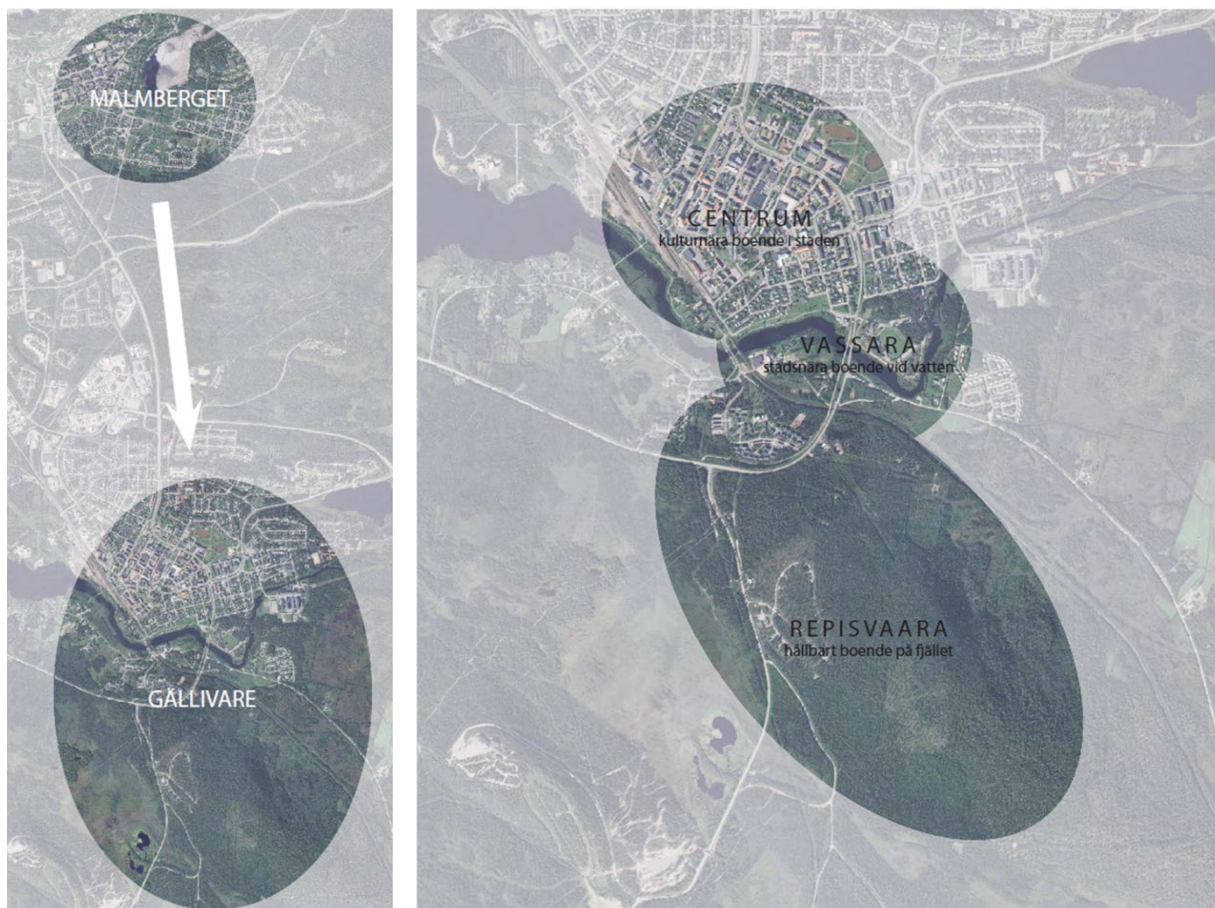 MALMBERGET
GÄLLIVARE
CENTRUM
kulturnära boende i staden
VASSARA
stadsnära boende vid vatten
REPISVAARA
hållbart boende på fjället